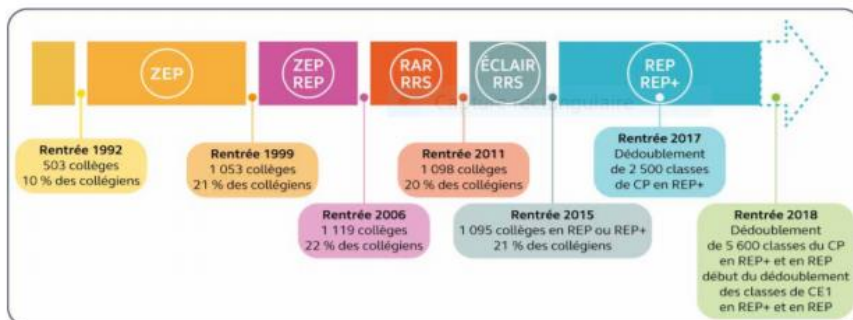 ZEP
ZEP
REP
RAR
RRS
ÉCLAIR
RRS
REP
REP+
Capture rectangulaire
Rentrée 1992
503 collèges
10 % des collégiens
Rentrée 1999
1 053 collèges
21 % des collégiens
Rentrée 2006
1 119 collèges
22 % des collégiens
Rentrée 2011
1 098 collèges
20 % des collégiens
Rentrée 2015
1 095 collèges en REP ou REP+
21 % des collégiens
Rentrée 2017
Dédoublement
de 2 500 classes
de CP en REP+
Rentrée 2018
Dédoublement
de 5 600 classes du CP
en REP+ et en REP
début du dédoublement
des classes de CE1
en REP+ et en REP